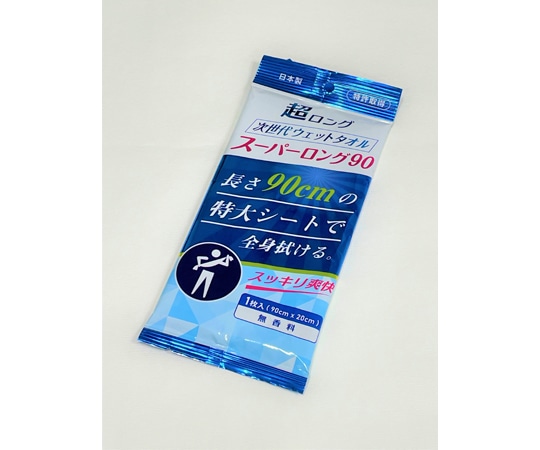 日本製
特許取得
超ロング
次世代ウェットタオル
スーパーロング90
長さ90cmの
特大シートで
全身拭ける。
スッキリ爽快
1枚入(90cm x 20cm)
無香料